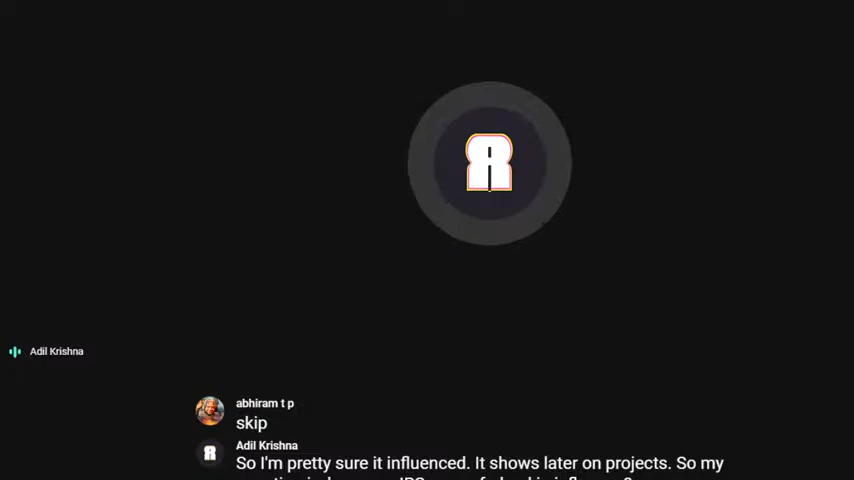 Adil Krishna
abhiram t p
skip
Adil Krishna
So I'm pretty sure it influenced. It shows later on projects. So my